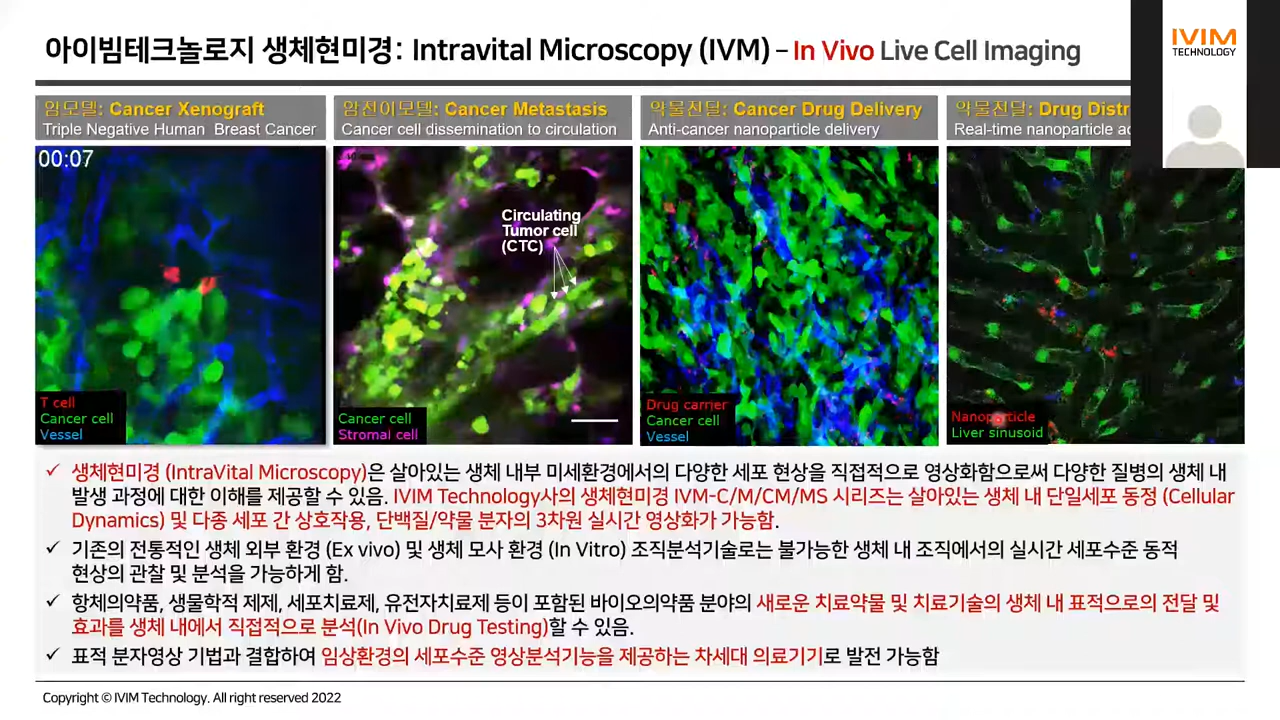 아이빔테크놀로지 생체현미경: Intravital Microscopy (IVM) – In Vivo Live Cell Imaging
IVIM
TECHNOLOGY
암모델: Cancer Xenograft
Triple Negative Human Breast Cancer
암전이모델: Cancer Metastasis
Cancer cell dissemination to circulation
약물전달: Cancer Drug Delivery
Anti-cancer nanoparticle delivery
약물전달: Drug
Real-time nanoparticle
00:07
T cell
Cancer cell
Vessel
Circulating
Tumor cell
(CTC)
Cancer cell
Stromal cell
Drug carrier
Cancer cell
Vessel
Nanoparticle
Liver sinusoid
✓ 생체현미경 (IntraVital Microscopy)은 살아있는 생체 내부 미세환경에서의 다양한 세포 현상을 직접적으로 영상화함으로써 다양한 질병의 생체 내
발생 과정에 대한 이해를 제공할 수 있음. IVIM Technology사의 생체현미경 IVM-C/M/CM/MS 시리즈는 살아있는 생체 내 단일세포 동정 (Cellular
Dynamics) 및 다종 세포 간 상호작용, 단백질/약물 분자의 3차원 실시간 영상화가 가능함.
✓ 기존의 전통적인 생체 외부 환경 (Ex vivo) 및 생체 모사 환경 (In Vitro) 조직분석기술로는 불가능한 생체 내 조직에서의 실시간 세포수준 동적
현상의 관찰 및 분석을 가능하게 함.
✓ 항체의약품, 생물학적 제제, 세포치료제, 유전자치료제 등이 포함된 바이오의약품 분야의 새로운 치료약물 및 치료기술의 생체 내 표적으로의 전달 및
효과를 생체 내에서 직접적으로 분석(In Vivo Drug Testing)할 수 있음.
✓ 표적 분자영상 기법과 결합하여 임상환경의 세포수준 영상분석기능을 제공하는 차세대 의료기기로 발전 가능함
Copyright © IVIM Technology. All right reserved 2022